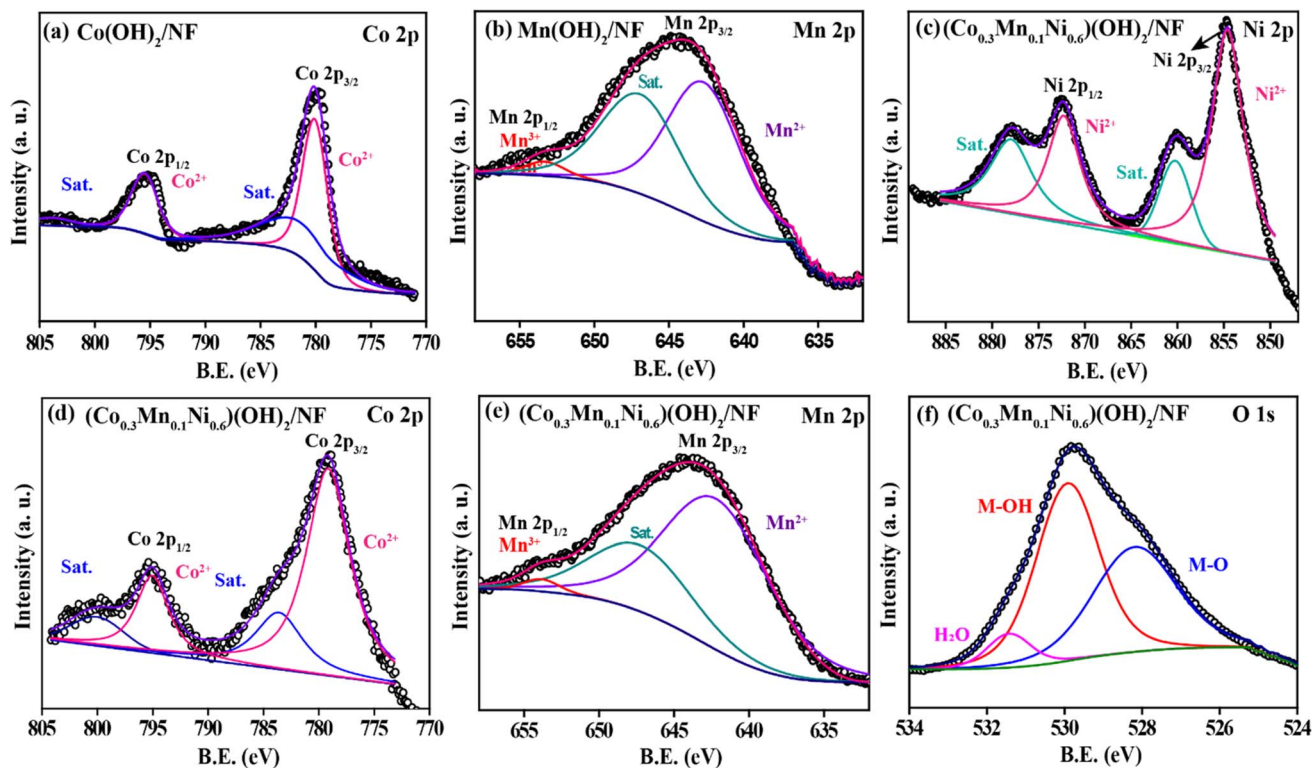 (a) Co(OH)₂/NF Co 2p
Co 2p₃/₂
Co 2p₁/₂
Sat.
Co²⁺
Sat.
Co²⁺
Intensity (a. u.)
805 800 795 790 785 780 775 770
B.E. (eV)
(b) Mn(OH)₂/NF Mn 2p
Mn 2p₃/₂
Sat.
Mn 2p₁/₂
Mn³⁺
Mn²⁺
Intensity (a. u.)
655 650 645 640 635
B.E. (eV)
(c) (Co₀.₃Mn₀.₁Ni₀.₆)(OH)₂/NF Ni 2p
Ni 2p₃/₂
Ni 2p₁/₂
Ni²⁺
Ni²⁺
Sat.
Sat.
Intensity (a. u.)
885 880 875 870 865 860 855 850
B.E. (eV)
(d) (Co₀.₃Mn₀.₁Ni₀.₆)(OH)₂/NF Co 2p
Co 2p₃/₂
Co 2p₁/₂
Sat.
Co²⁺
Sat.
Co²⁺
Intensity (a. u.)
805 800 795 790 785 780 775 770
B.E. (eV)
(e) (Co₀.₃Mn₀.₁Ni₀.₆)(OH)₂/NF Mn 2p
Mn 2p₃/₂
Mn 2p₁/₂
Mn³⁺
Sat.
Mn²⁺
Intensity (a. u.)
655 650 645 640 635
B.E. (eV)
(f) (Co₀.₃Mn₀.₁Ni₀.₆)(OH)₂/NF O 1s
M-OH
M-O
H₂O
Intensity (a. u.)
534 532 530 528 526 524
B.E. (eV)